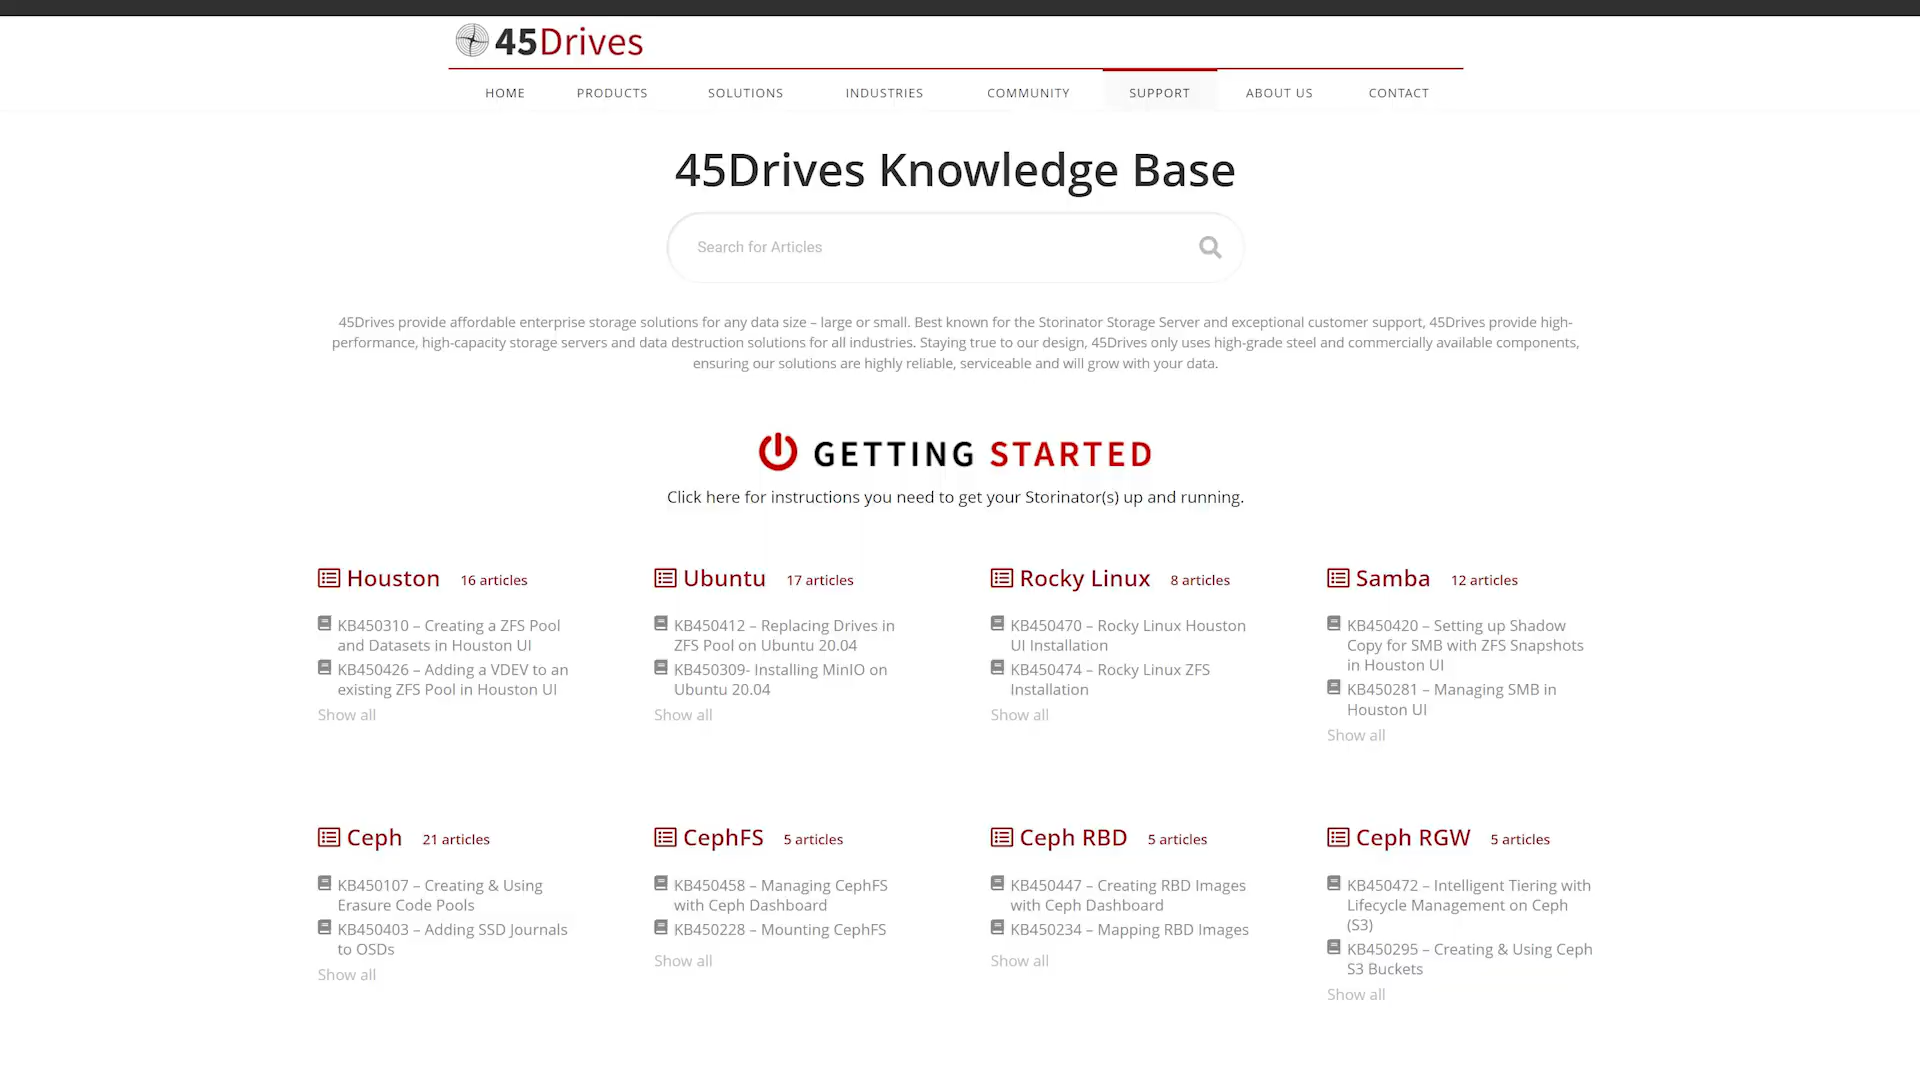 45Drives
HOME PRODUCTS SOLUTIONS INDUSTRIES COMMUNITY SUPPORT ABOUT US CONTACT
45Drives Knowledge Base
Search for Articles
45Drives provide affordable enterprise storage solutions for any data size – large or small. Best known for the Storinator Storage Server and exceptional customer support, 45Drives provide high-
performance, high-capacity storage servers and data destruction solutions for all industries. Staying true to our design, 45Drives only uses high-grade steel and commercially available components,
ensuring our solutions are highly reliable, serviceable and will grow with your data.
GETTING STARTED
Click here for instructions you need to get your Storinator(s) up and running.
Houston 16 articles
KB450310 – Creating a ZFS Pool
and Datasets in Houston UI
KB450426 – Adding a VDEV to an
existing ZFS Pool in Houston UI
Show all
Ubuntu 17 articles
KB450412 – Replacing Drives in
ZFS Pool on Ubuntu 20.04
KB450309- Installing MinIO on
Ubuntu 20.04
Show all
Rocky Linux 8 articles
KB450470 – Rocky Linux Houston
UI Installation
KB450474 – Rocky Linux ZFS
Installation
Show all
Samba 12 articles
KB450420 – Setting up Shadow
Copy for SMB with ZFS Snapshots
in Houston UI
KB450281 – Managing SMB in
Houston UI
Show all
Ceph 21 articles
KB450107 – Creating & Using
Erasure Code Pools
KB450403 – Adding SSD Journals
to OSDs
Show all
CephFS 5 articles
KB450458 – Managing CephFS
with Ceph Dashboard
KB450228 – Mounting CephFS
Show all
Ceph RBD 5 articles
KB450447 – Creating RBD Images
with Ceph Dashboard
KB450234 – Mapping RBD Images
Show all
Ceph RGW 5 articles
KB450472 – Intelligent Tiering with
Lifecycle Management on Ceph
(S3)
KB450295 – Creating & Using Ceph
S3 Buckets
Show all